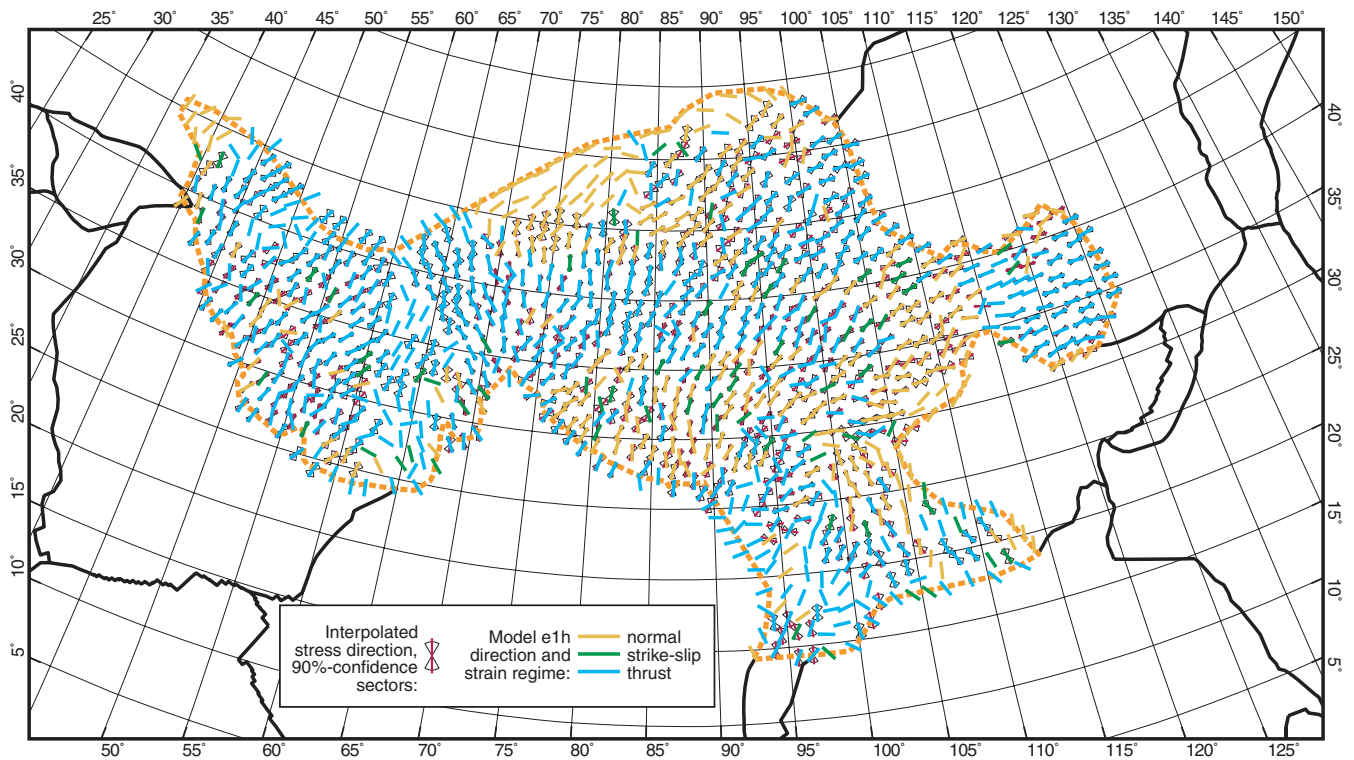 25° 30° 35° 40° 45° 50° 55° 60° 65° 70° 75° 80° 85° 90° 95° 100° 105° 110° 115° 120° 125° 130° 135° 140° 145° 150°
40°
35°
30°
25°
20°
15°
10°
5°
40°
35°
30°
25°
20°
15°
10°
5°
Interpolated
stress direction,
90%-confidence
sectors:
Model e1h
direction and
strain regime:
normal
strike-slip
thrust
50° 55° 60° 65° 70° 75° 80° 85° 90° 95° 100° 105° 110° 115° 120° 125°